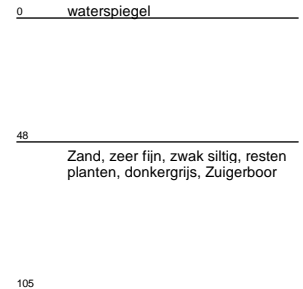 0 waterspiegel
48
Zand, zeer fijn, zwak siltig, resten
planten, donkergrijs, Zuigerboor
105